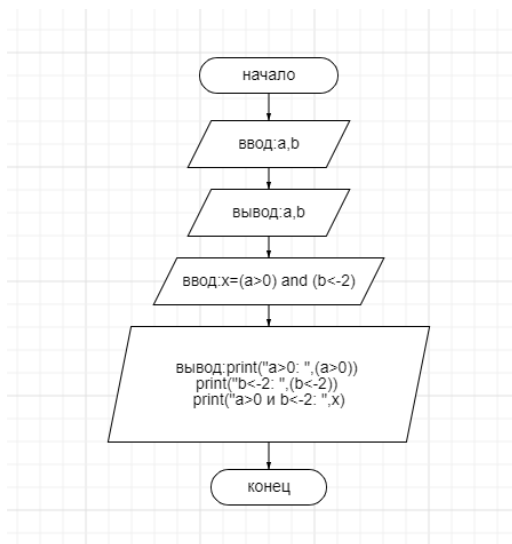 начало
ввод:a,b
вывод:a,b
ввод:x=(a>0) and (b<-2)
вывод:print("a>0: ",(a>0))
print("b<-2: ",(b<-2))
print("a>0 и b<-2: ",x)
конец